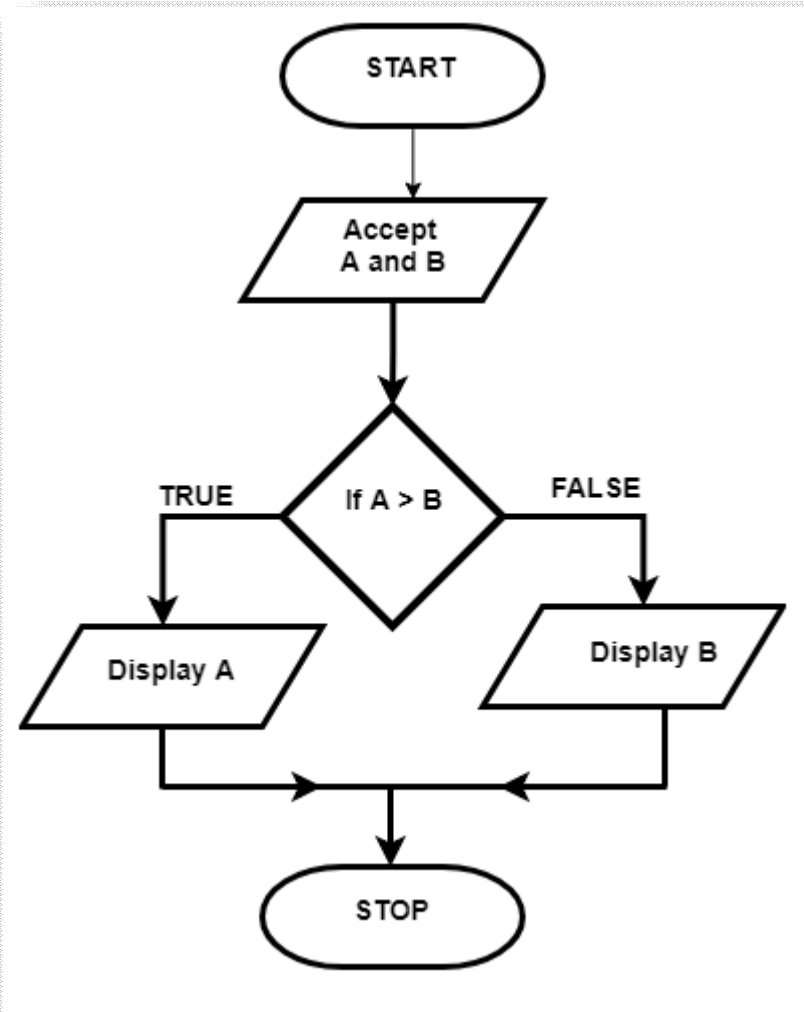 START
Accept
A and B
If A > B
TRUE
FALSE
Display A
Display B
STOP